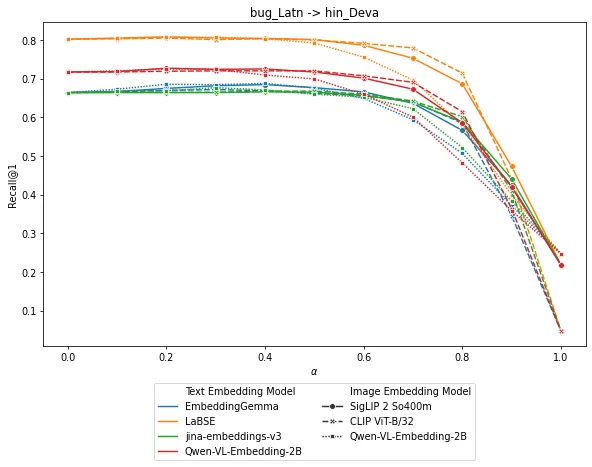 bug_Latn -> hin_Deva
0.8
0.7
0.6
0.5
0.4
0.3
0.2
0.1
Recall@1
0.0 0.2 0.4 0.6 0.8 1.0
α
Text Embedding Model Image Embedding Model
EmbeddingGemma SigLIP 2 So400m
LaBSE CLIP ViT-B/32
jina-embeddings-v3 Qwen-VL-Embedding-2B
Qwen-VL-Embedding-2B